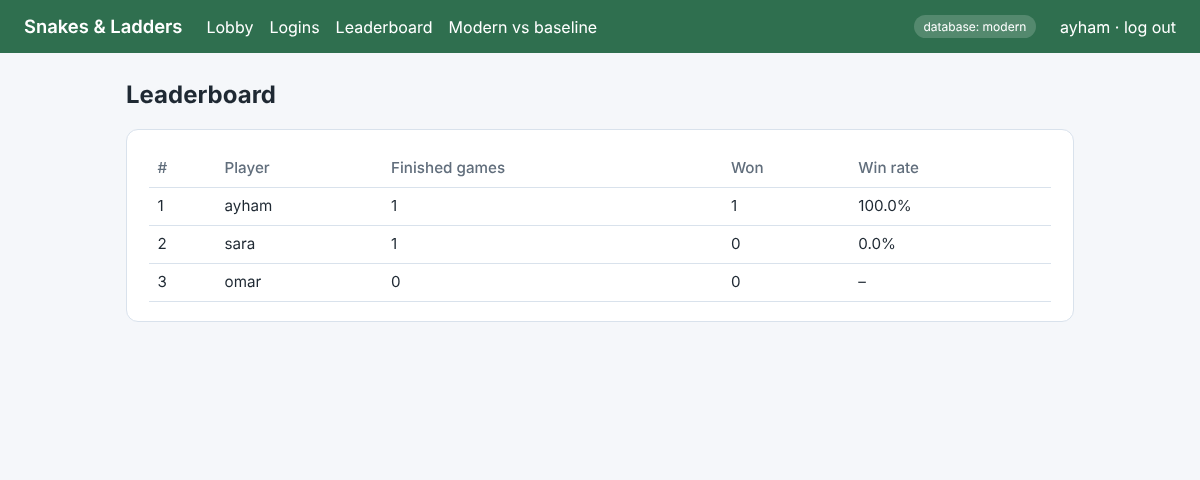 Snakes & Ladders Lobby Logins Leaderboard Modern vs baseline database: modern ayham · log out
Leaderboard
# Player Finished games Won Win rate
1 ayham 1 1 100.0%
2 sara 1 0 0.0%
3 omar 0 0 –